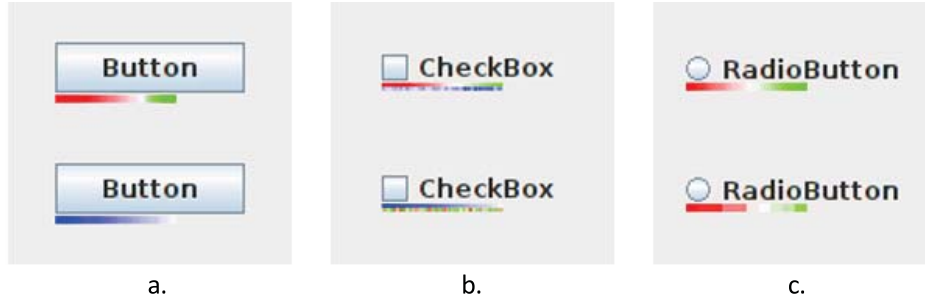 Button
Button
a.
CheckBox
CheckBox
b.
RadioButton
RadioButton
c.